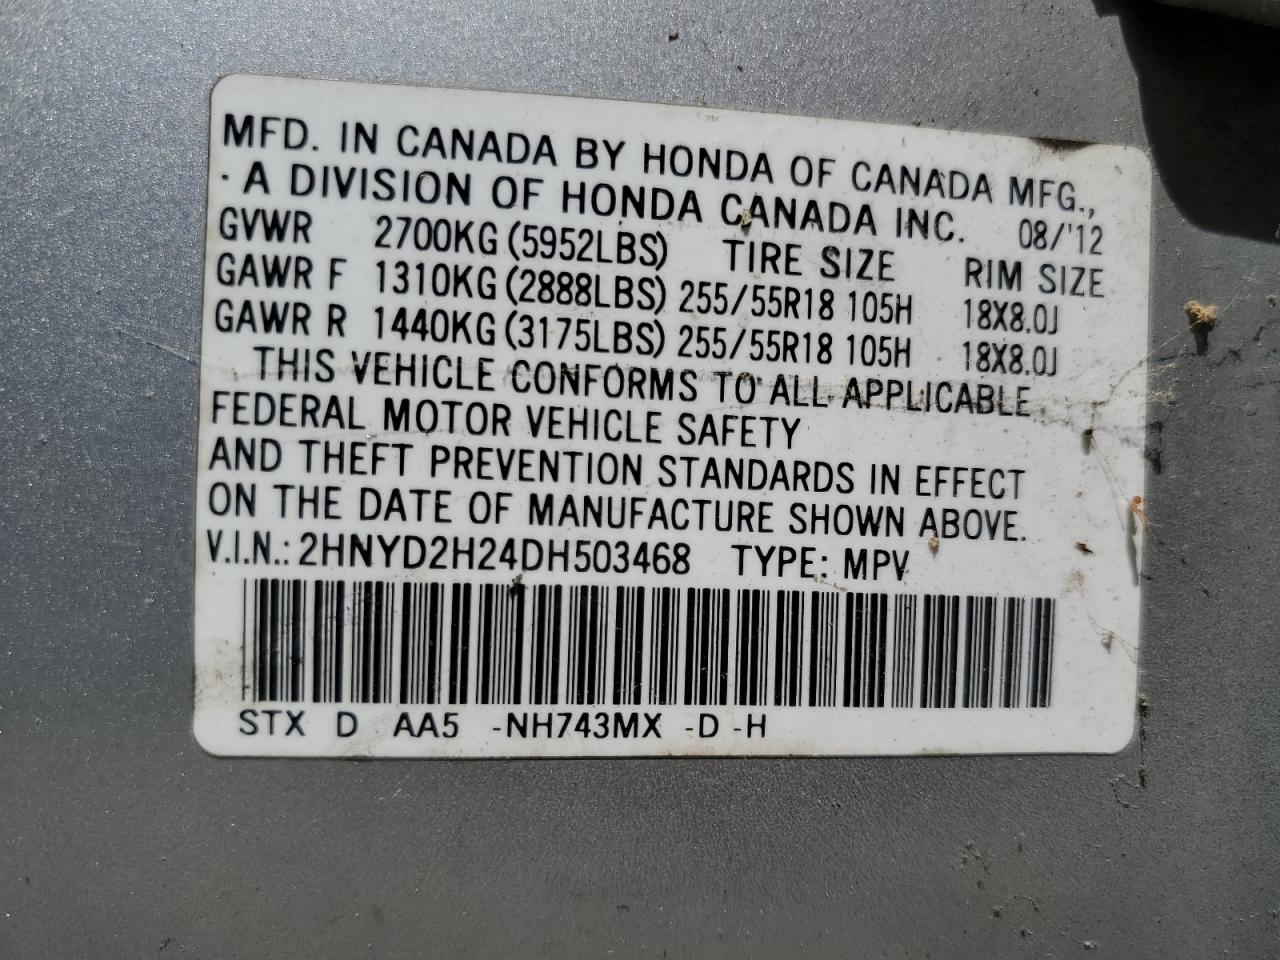 MFD. IN CANADA BY HONDA OF CANADA MFG.,
· A DIVISION OF HONDA CANADA INC. 08/'12
GVWR 2700KG (5952LBS) TIRE SIZE RIM SIZE
GAWR F 1310KG (2888LBS) 255/55R18 105H 18X8.0J
GAWR R 1440KG (3175LBS) 255/55R18 105H 18X8.0J
THIS VEHICLE CONFORMS TO ALL APPLICABLE
FEDERAL MOTOR VEHICLE SAFETY
AND THEFT PREVENTION STANDARDS IN EFFECT
ON THE DATE OF MANUFACTURE SHOWN ABOVE.
V.I.N.: 2HNYD2H24DH503468 TYPE: MPV
STX D AA5 -NH743MX -D -H